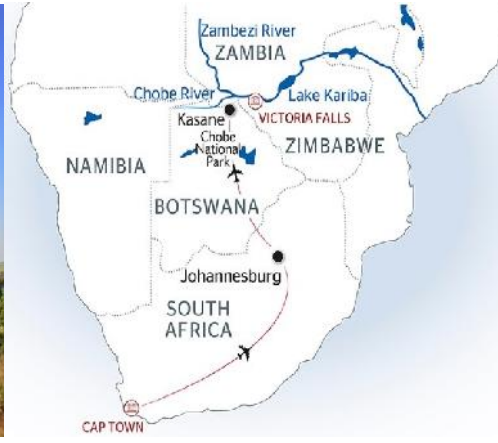 Zambezi River
ZAMBIA
Chobe River
Lake Kariba
Kasane
VICTORIA FALLS
Chobe
National
Park
ZIMBABWE
NAMIBIA
BOTSWANA
Johannesburg
SOUTH
AFRICA
CAP TOWN